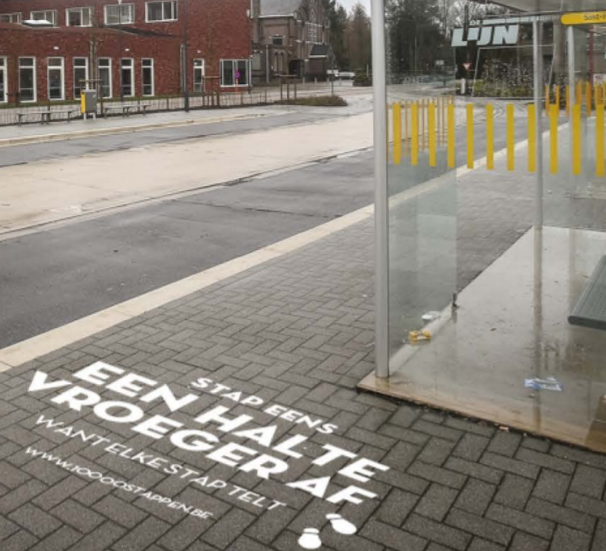 LIJN
STAP EENS
EEN HALTE
VROEGER AF
WANT ELKE STAP TELT
WWW.10000STAPPEN.BE